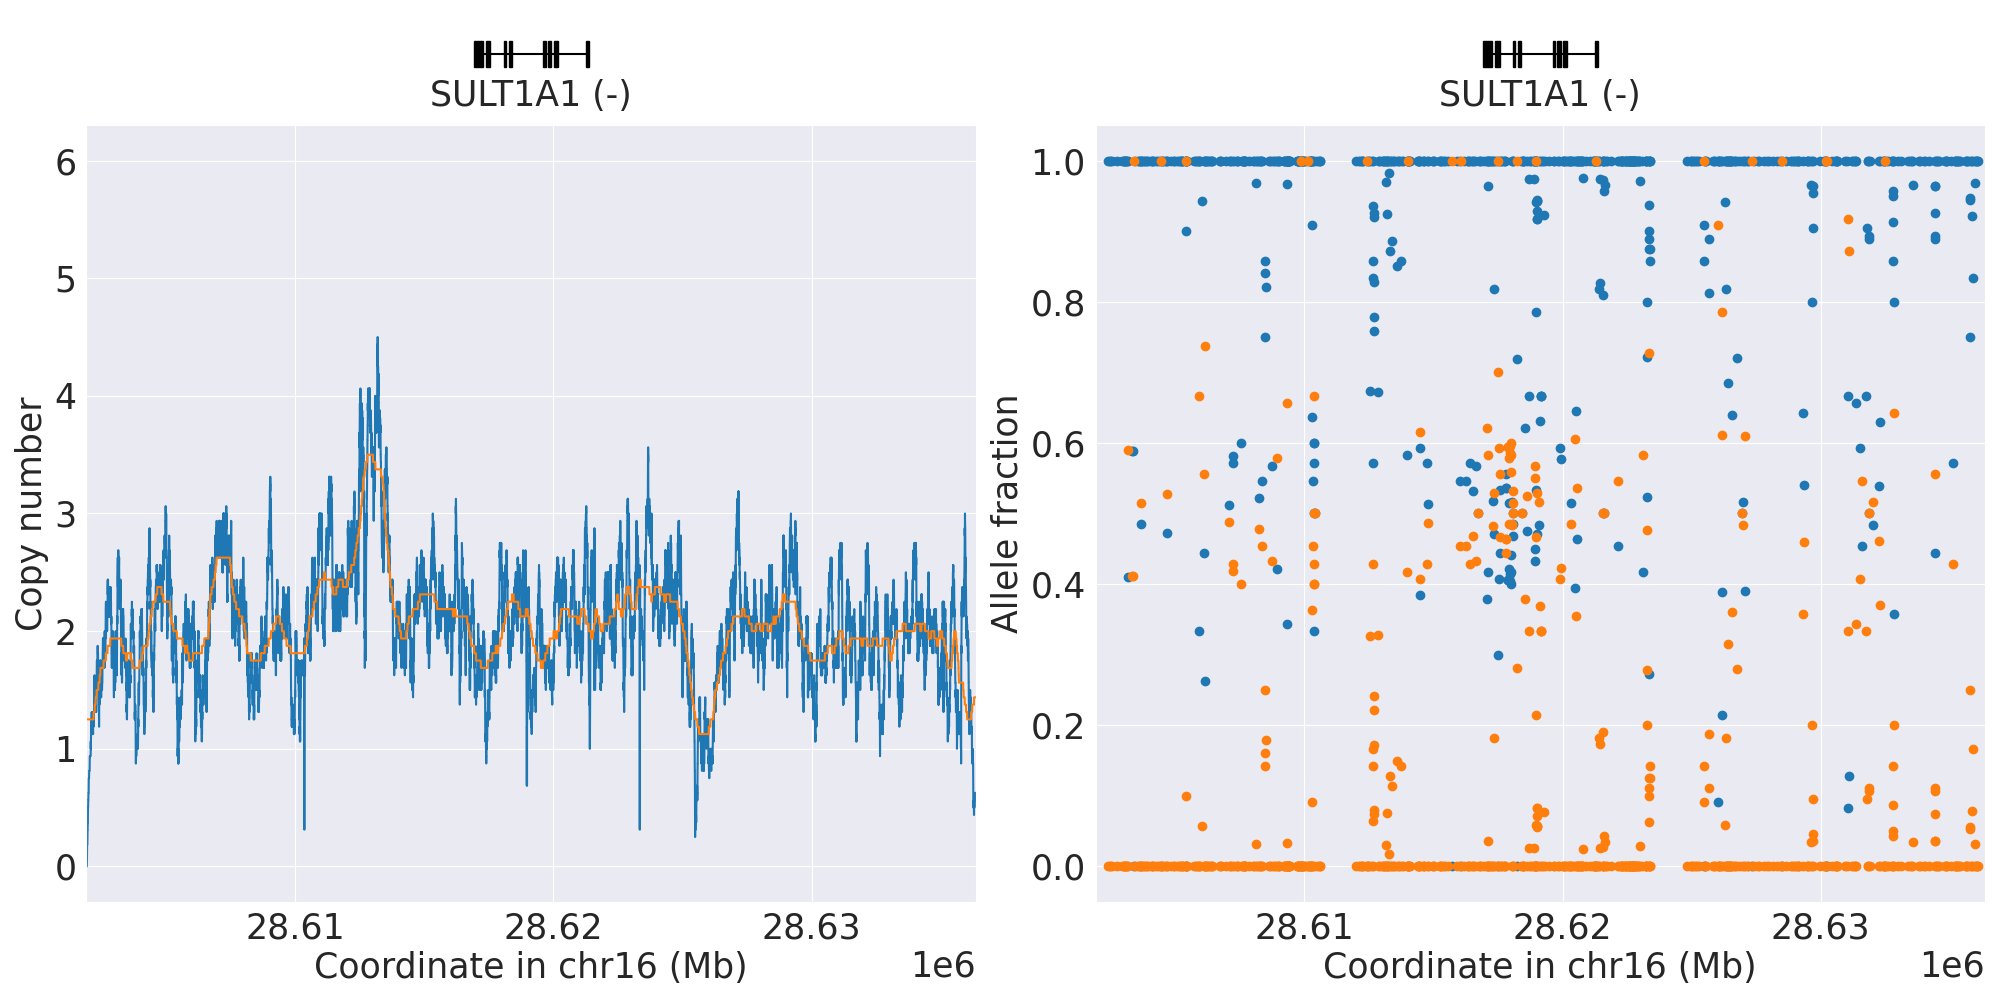 SULT1A1 (-)
6
5
4
3
2
1
0
Copy number
28.61
28.62
28.63
Coordinate in chr16 (Mb)
1e6
SULT1A1 (-)
1.0
0.8
0.6
0.4
0.2
0.0
Allele fraction
28.61
28.62
28.63
Coordinate in chr16 (Mb)
1e6